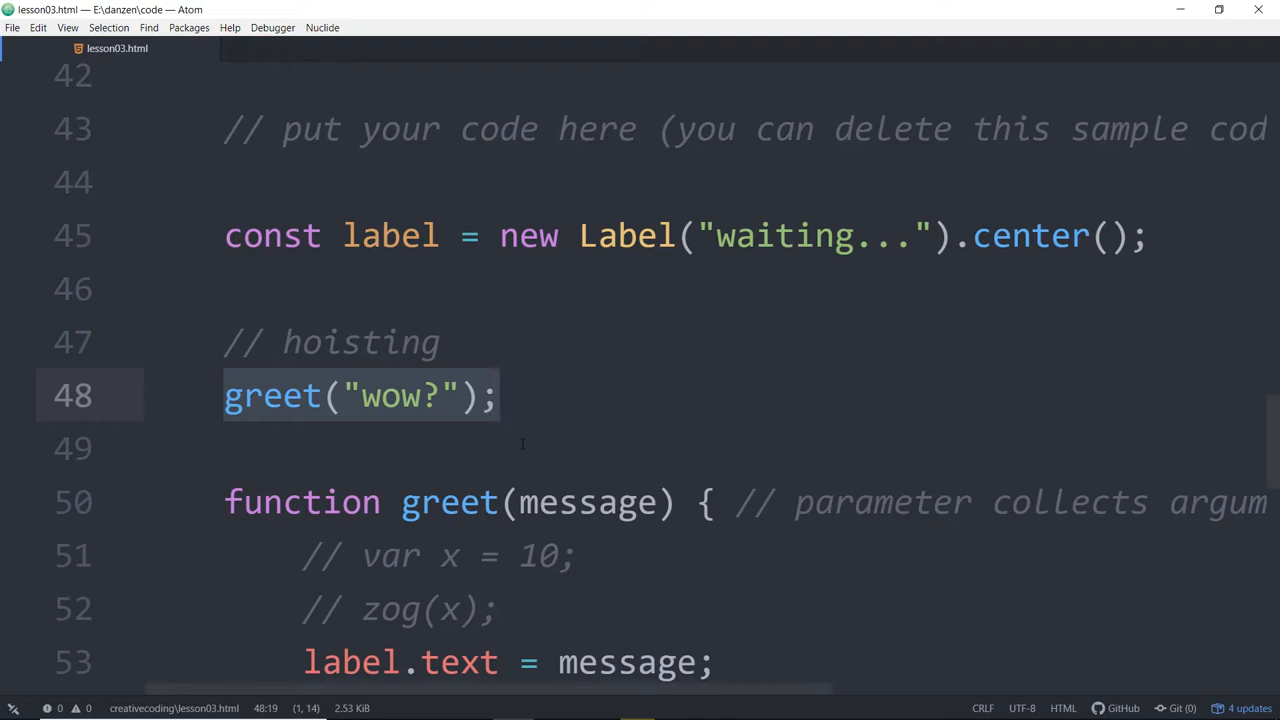 lesson03.html — E:\danzen\code — Atom
File Edit View Selection Find Packages Help Debugger Nuclide
lesson03.html
42
43 // put your code here (you can delete this sample cod
44
45 const label = new Label("waiting...").center();
46
47 // hoisting
48 greet("wow?");
49
50 function greet(message) { // parameter collects argum
51 // var x = 10;
52 // zog(x);
53 label.text = message;
0 0 creativecoding\lesson03.html 48:19 (1, 14) 2.53 KiB CRLF UTF-8 HTML GitHub Git (0) 4 updates